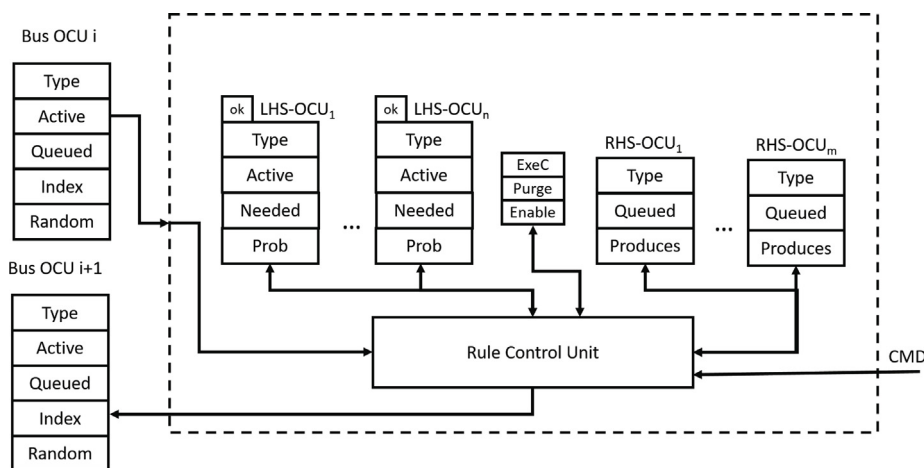 Bus OCU i
Type
Active
Queued
Index
Random
Bus OCU i+1
Type
Active
Queued
Index
Random
ok LHS-OCU₁
Type
Active
Needed
Prob
...
ok LHS-OCUₙ
Type
Active
Needed
Prob
ExeC
Purge
Enable
RHS-OCU₁
Type
Queued
Produces
...
RHS-OCUₘ
Type
Queued
Produces
Rule Control Unit
CMD